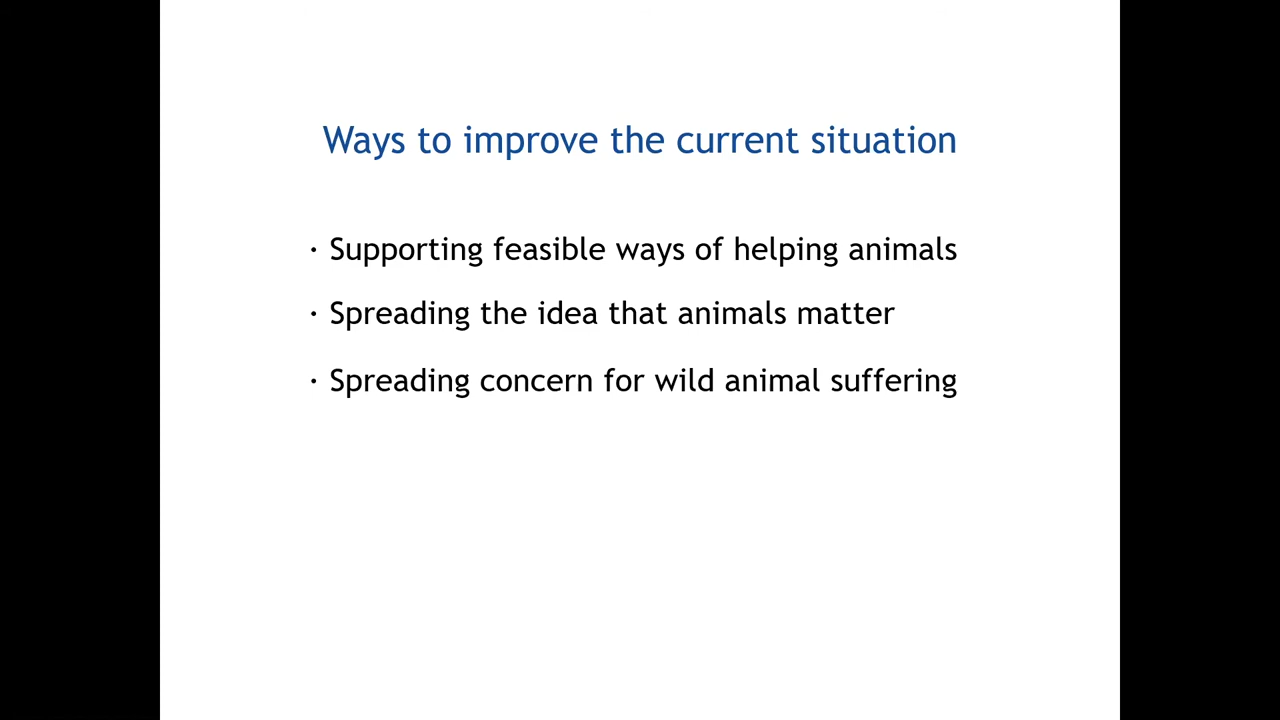 Ways to improve the current situation
· Supporting feasible ways of helping animals
· Spreading the idea that animals matter
· Spreading concern for wild animal suffering